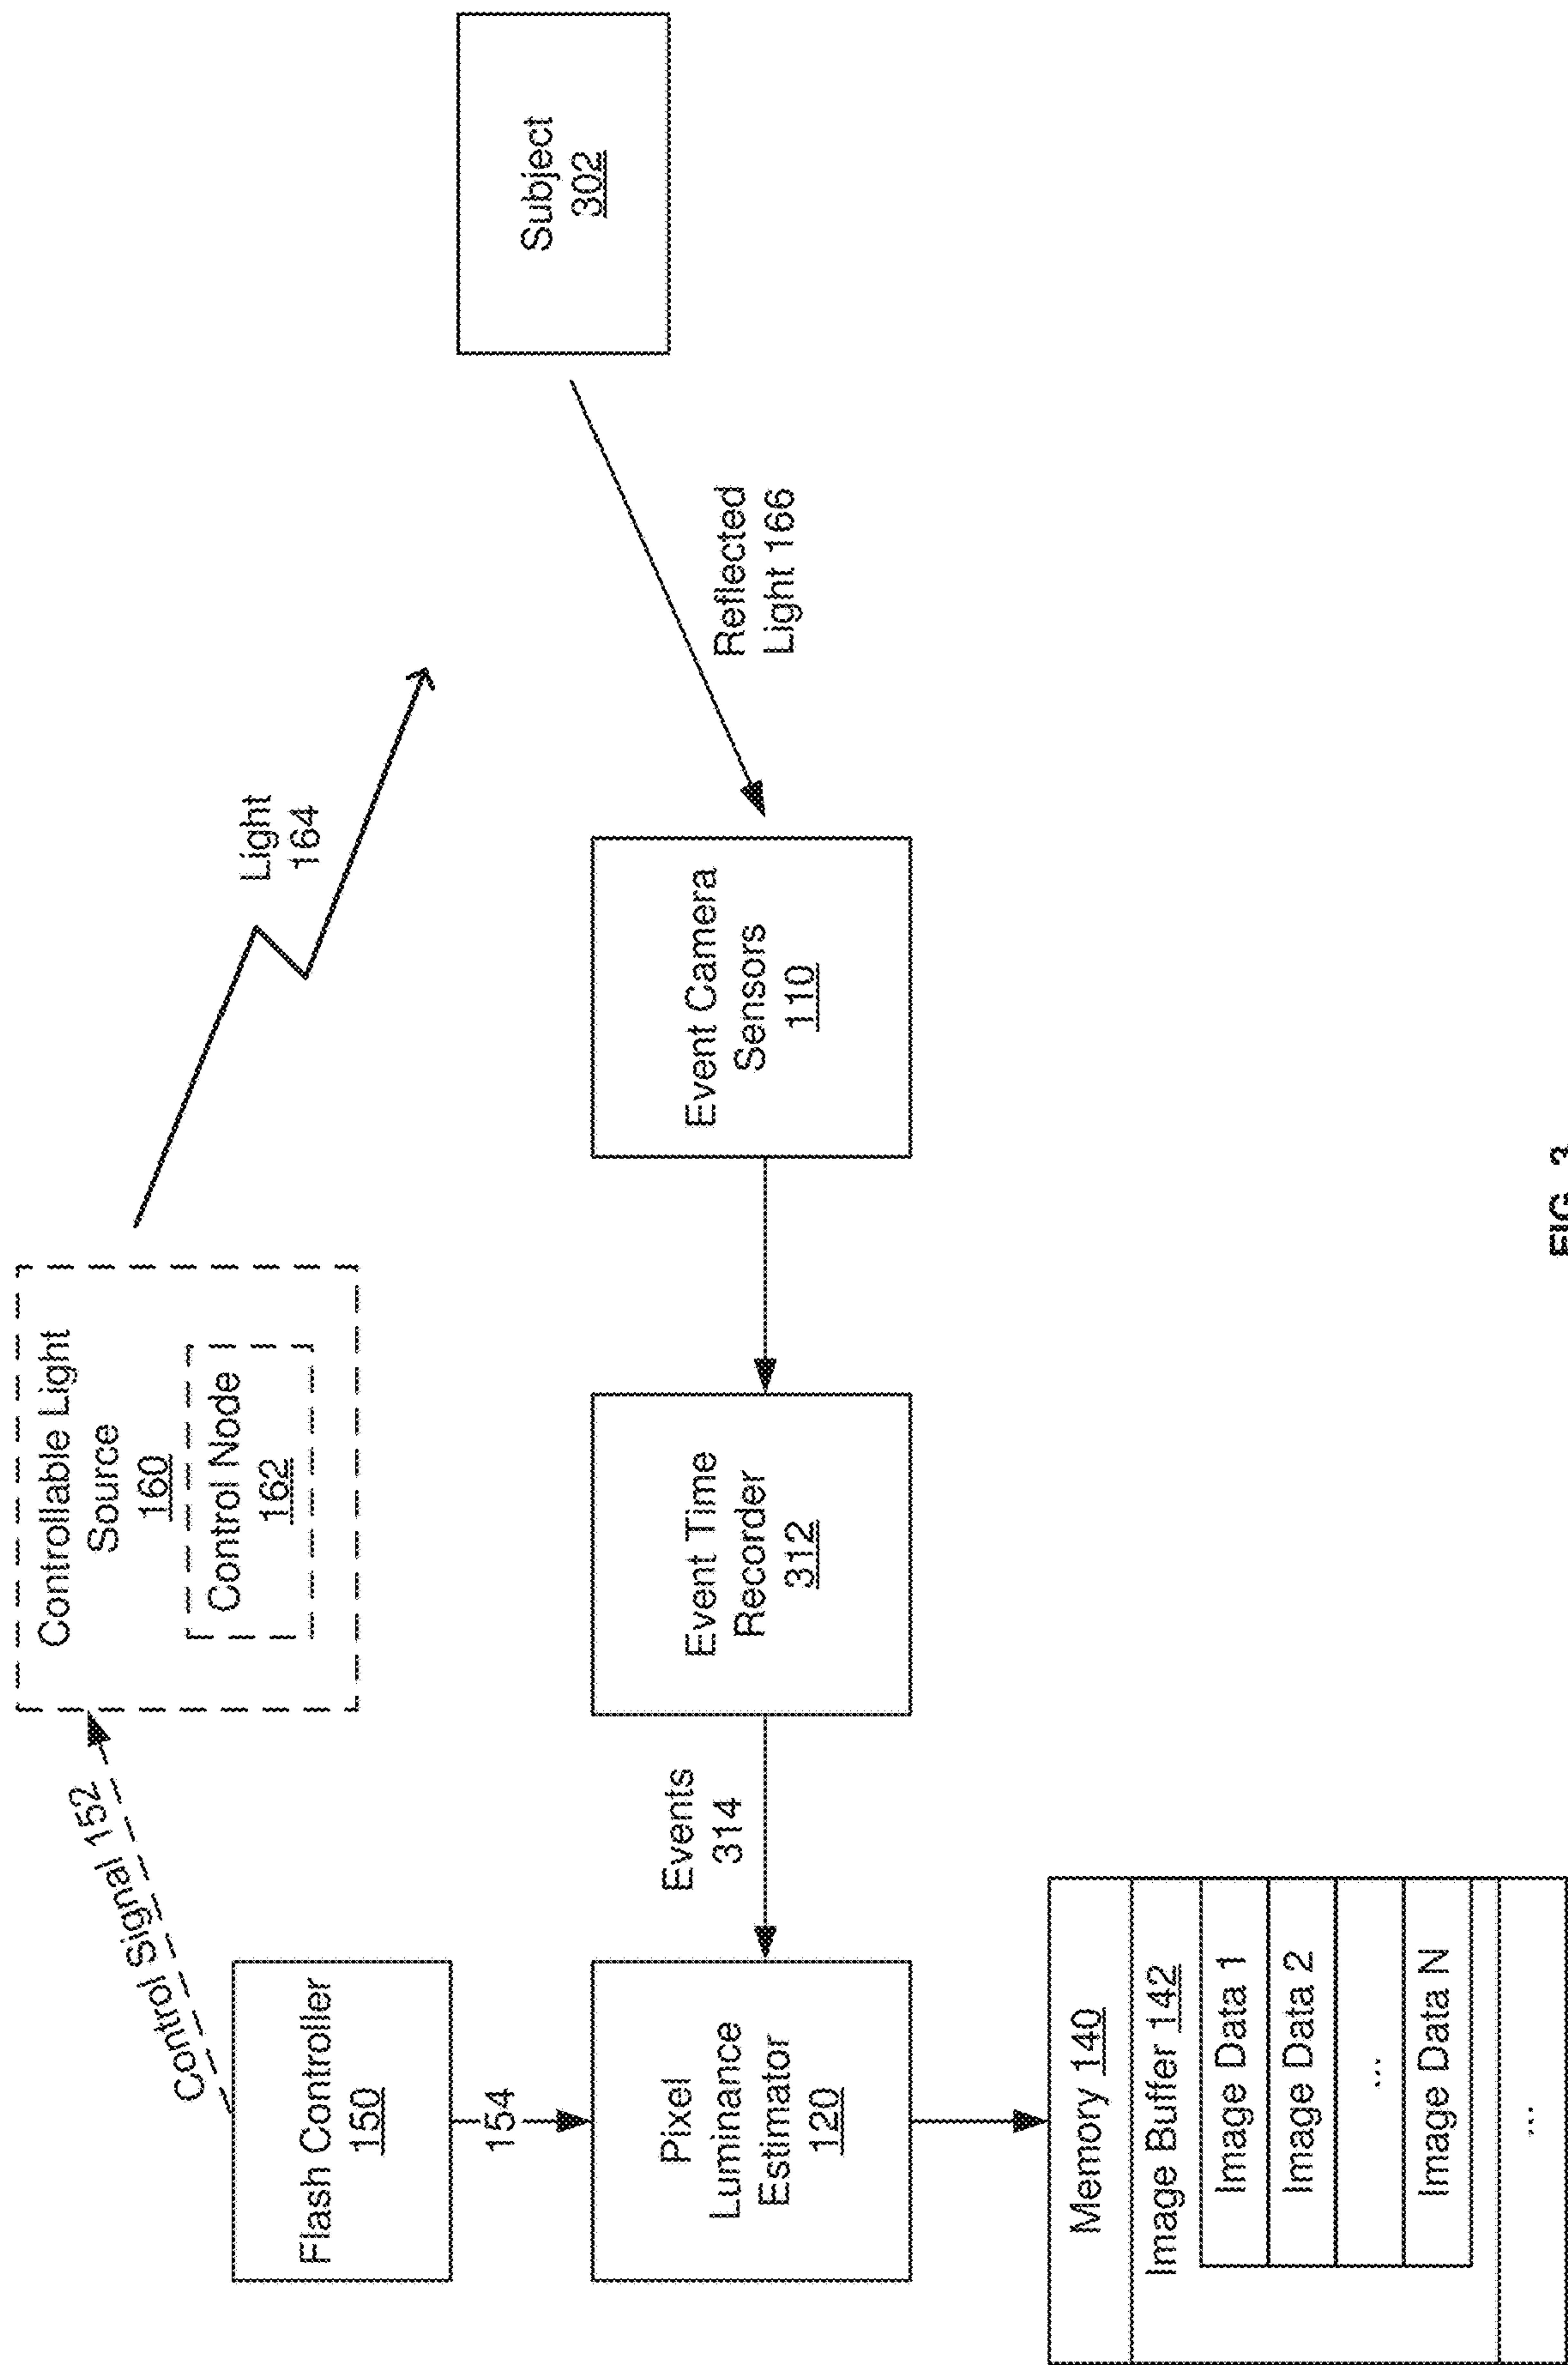 Control Signal 152
Controllable Light
Source
160
Control Node
162
Light
164
Flash Controller
150
154
Subject
302
Reflected
Light 166
Pixel
Luminance
Estimator
120
Events
314
Event Time
Recorder
312
Event Camera
Sensors
110
Memory 140
Image Buffer 142
Image Data 1
Image Data 2
...
Image Data N
...
FIG. 3